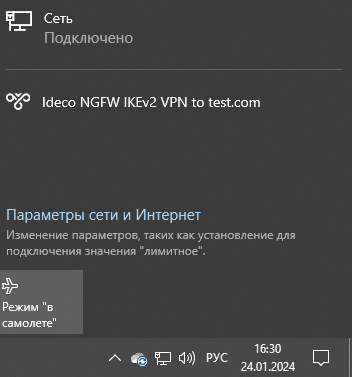 Сеть
Подключено
Ideco NGFW IKEv2 VPN to test.com
Параметры сети и Интернет
Изменение параметров, таких как установление для
подключения значения "лимитное".
Режим "в
самолете"
РУС
16:30
24.01.2024